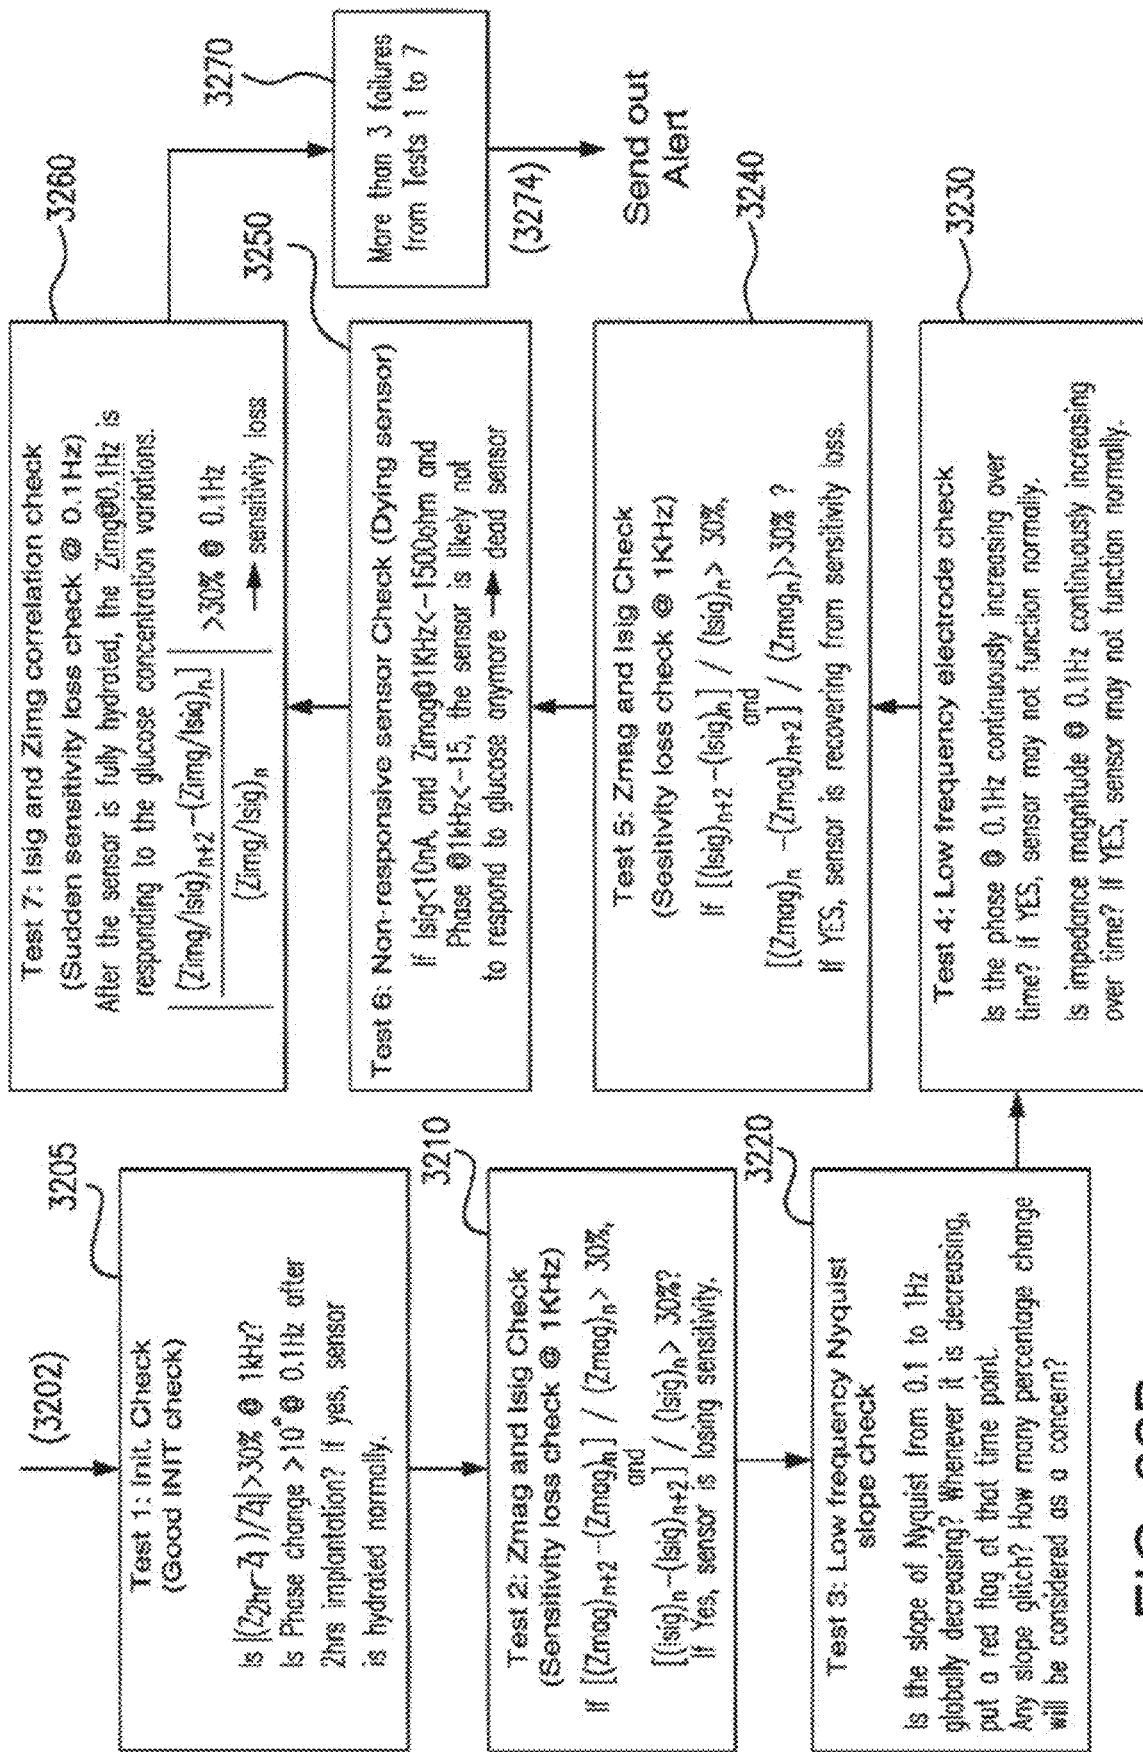 (3202)
3205
Test 1: Init. Check
(Good INIT check)
Is |(Z2hr-Zi)/Zi|>30% @ 1kHz?
Is Phase change >10° @ 0.1Hz after
2hrs implantation? If yes, sensor
is hydrated normally.
3210
Test 2: Zmag and Isig Check
(Sensitivity loss check @ 1KHz)
If [(Zmag)n+2-(Zmag)n] / (Zmag)n> 30%,
and
[(Isig)n-(Isig)n+2] / (Isig)n> 30%?
If Yes, sensor is losing sensitivity.
3220
Test 3: Low frequency Nyquist
slope check
Is the slope of Nyquist from 0.1 to 1Hz
globally decreasing? Wherever it is decreasing,
put a red flag at that time point.
Any slope glitch? How many percentage change
will be considered as a concern?
3230
Test 4: Low frequency electrode check
Is the phase @ 0.1Hz continuously increasing over
time? If YES, sensor may not function normally.
Is impedance magnitude @ 0.1Hz continuously increasing
over time? If YES, sensor may not function normally.
3240
Test 5: Zmag and Isig Check
(Sesitivity loss check @ 1KHz)
If [(Isig)n+2-(Isig)n] / (Isig)n> 30%,
and
[(Zmag)n -(Zmag)n+2] / (Zmagn)>30% ?
If YES, sensor is recovering from sensitivity loss.
3250
Test 6: Non-responsive sensor Check (Dying sensor)
If Isig<10nA, and Zimag@1KHz<-1500ohm and
Phase @1kHz<-15, the sensor is likely not
to respond to glucose anymore → dead sensor
3260
Test 7: Isig and Zimg correlation check
(Sudden sensitivity loss check @ 0.1Hz)
After the sensor is fully hydrated, the Zimg@0.1Hz is
responding to the glucose concentration variations.
|(Zimg/Isig)n+2-(Zimg/Isig)n]
(Zimg/Isig)n| >30% @ 0.1Hz
→ sensitivity loss
3270
More than 3 failures
from Tests 1 to 7
(3274)
Send out
Alert